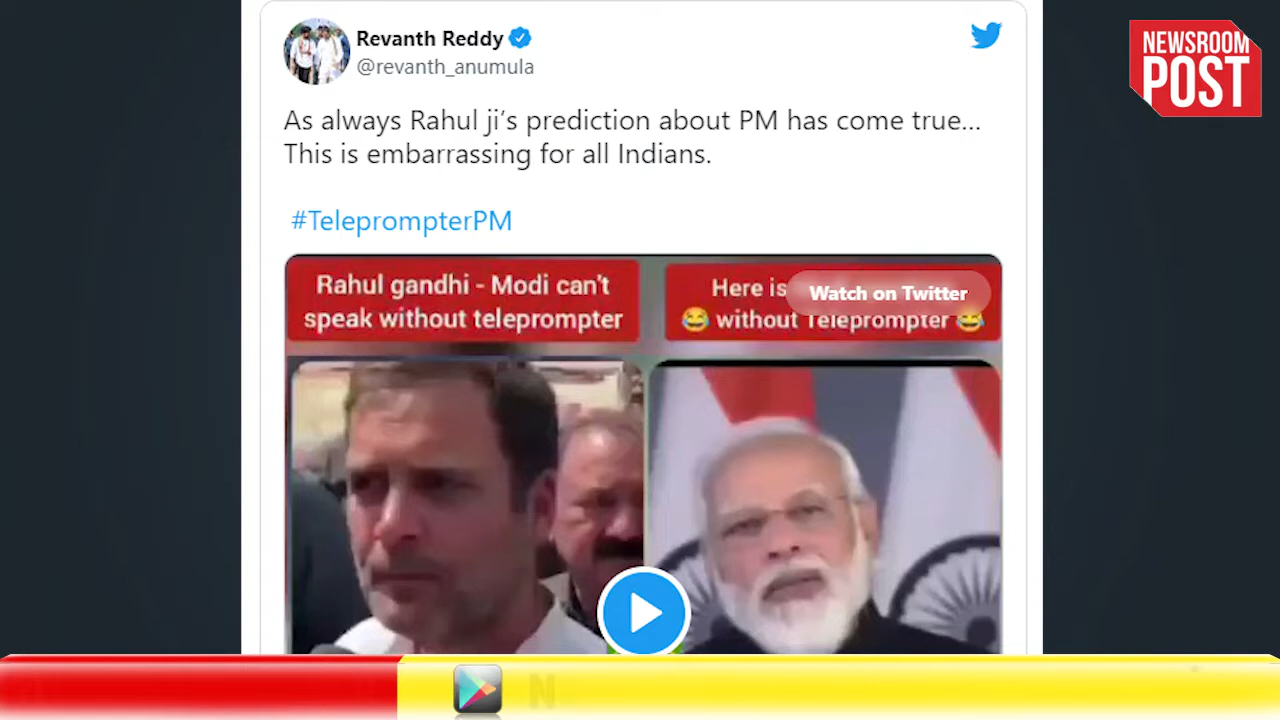 Revanth Reddy
@revanth_anumula
NEWSROOM
POST
As always Rahul ji's prediction about PM has come true...
This is embarrassing for all Indians.
#TeleprompterPM
Rahul gandhi - Modi can't
speak without teleprompter
Here is
Watch on Twitter
😂 without Teleprompter 😂
N